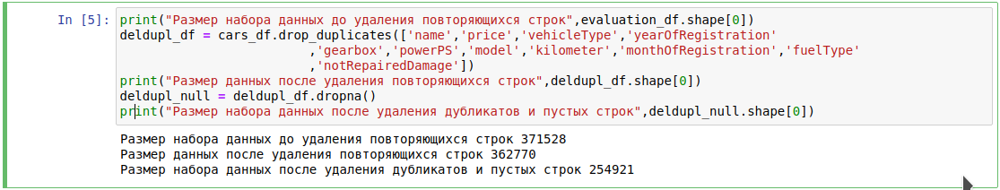 In [5]: print("Размер набора данных до удаления повторяющихся строк",evaluation_df.shape[0])
deldupl_df = cars_df.drop_duplicates(['name','price','vehicleType','yearOfRegistration'
,'gearbox','powerPS','model','kilometer','monthOfRegistration','fuelType'
,'notRepairedDamage'])
print("Размер данных после удаления повторяющихся строк",deldupl_df.shape[0])
deldupl_null = deldupl_df.dropna()
print("Размер набора данных после удаления дубликатов и пустых строк",deldupl_null.shape[0])
Размер набора данных до удаления повторяющихся строк 371528
Размер данных после удаления повторяющихся строк 362770
Размер набора данных после удаления дубликатов и пустых строк 254921